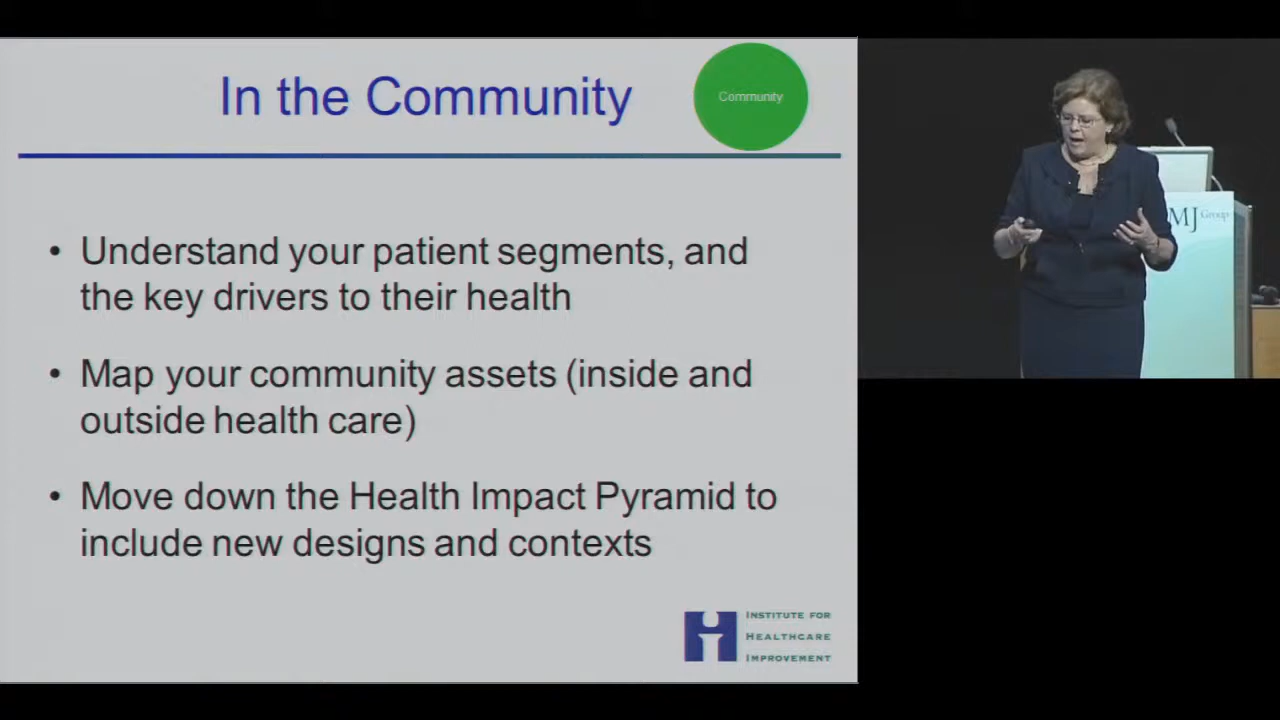 In the Community
Community
• Understand your patient segments, and
the key drivers to their health
• Map your community assets (inside and
outside health care)
• Move down the Health Impact Pyramid to
include new designs and contexts
INSTITUTE FOR
HEALTHCARE
IMPROVEMENT
MJ Group